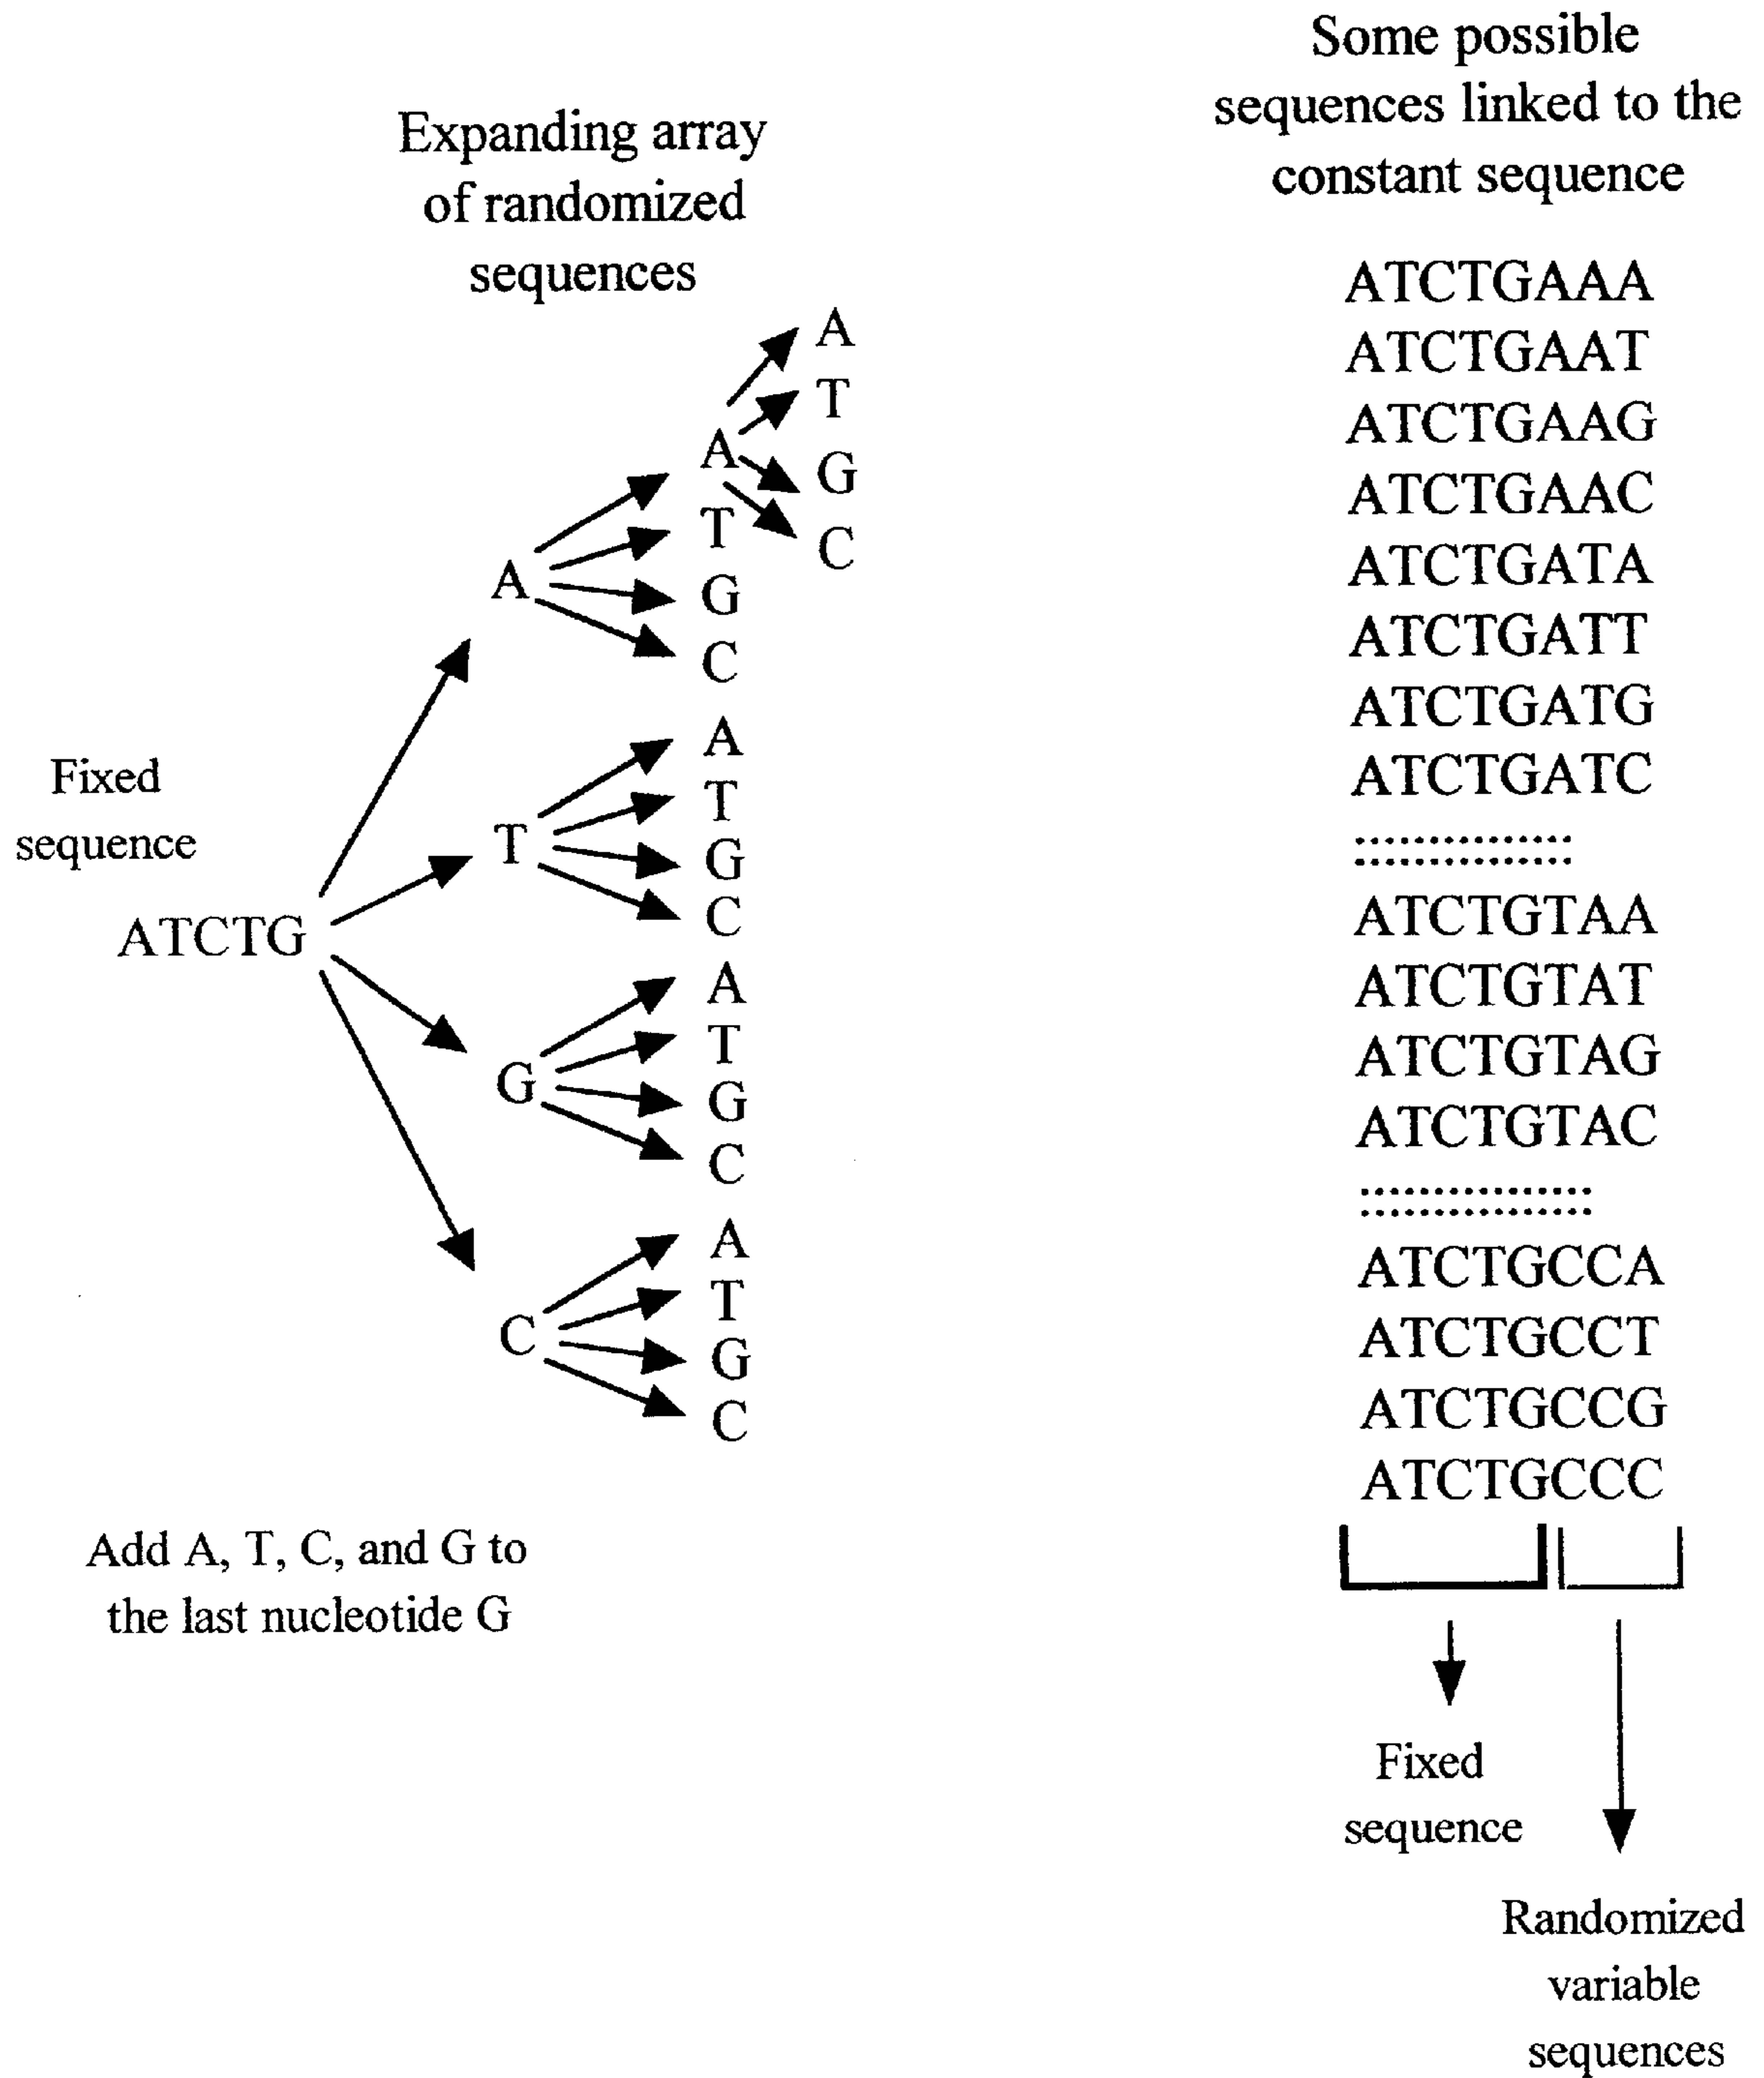 Some possible
sequences linked to the
constant sequence
Expanding array
of randomized
sequences
Fixed
sequence
ATCTG
A
T
G
C
A
T
G
C
A
T
G
C
A
T
G
C
A
T
G
C
A
T
G
C
Add A, T, C, and G to
the last nucleotide G
ATCTGAAA
ATCTGAAT
ATCTGAAG
ATCTGAAC
ATCTGATA
ATCTGATT
ATCTGATG
ATCTGATC
ATCTGTAA
ATCTGTAT
ATCTGTAG
ATCTGTAC
ATCTGCCA
ATCTGCCT
ATCTGCCG
ATCTGCCC
Fixed
sequence
Randomized
variable
sequences